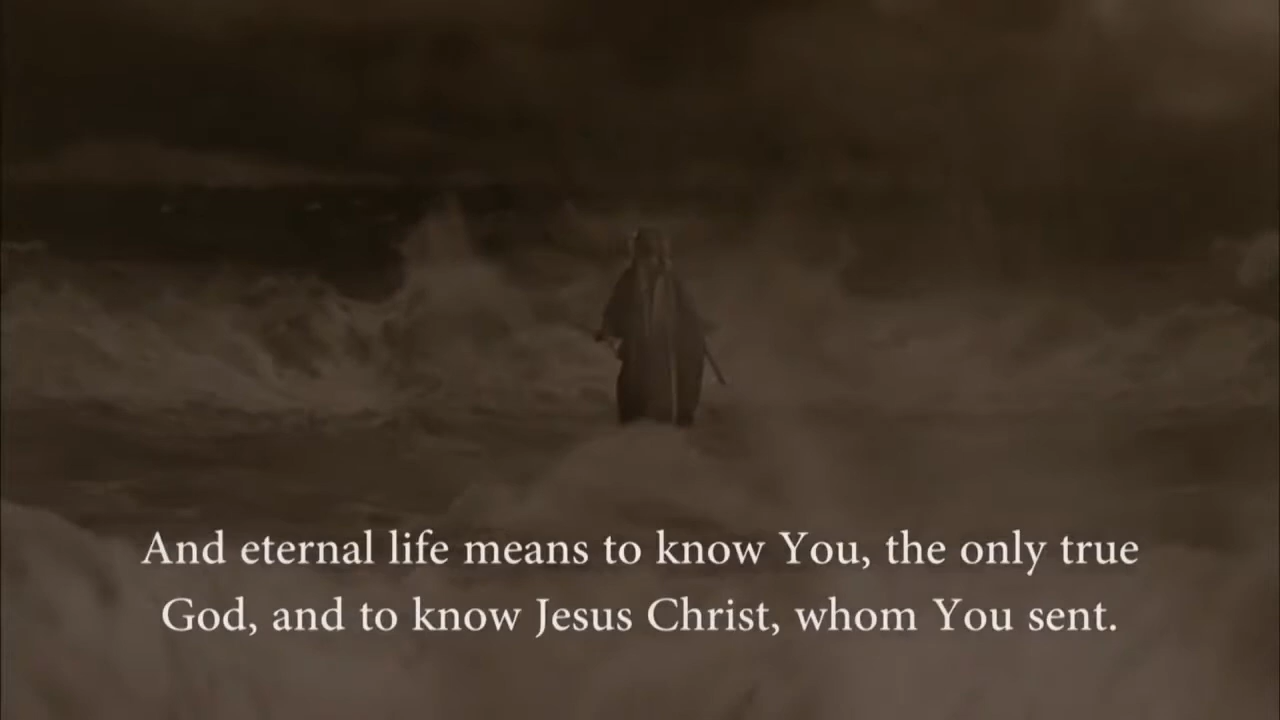 And eternal life means to know You, the only true
God, and to know Jesus Christ, whom You sent.